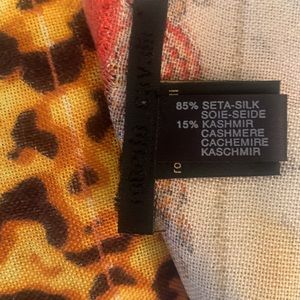 85% SETA-SILK
SOIE-SEIDE
15% KASHMIR
CASHMERE
CACHEMIRE
KASCHMIR